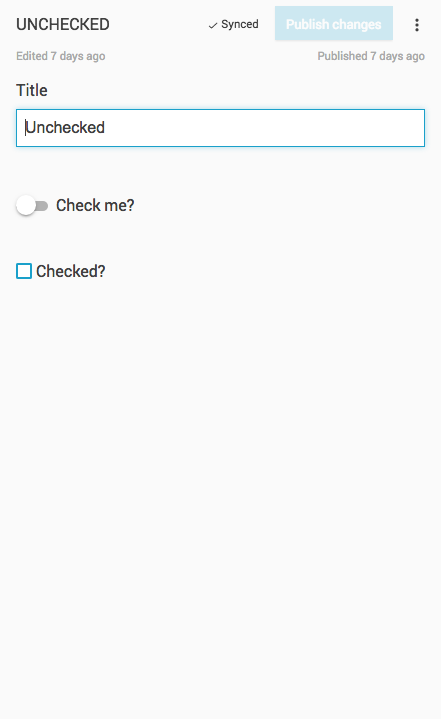 UNCHECKED Synced Publish changes
Edited 7 days ago Published 7 days ago
Title
Unchecked
Check me?
Checked?